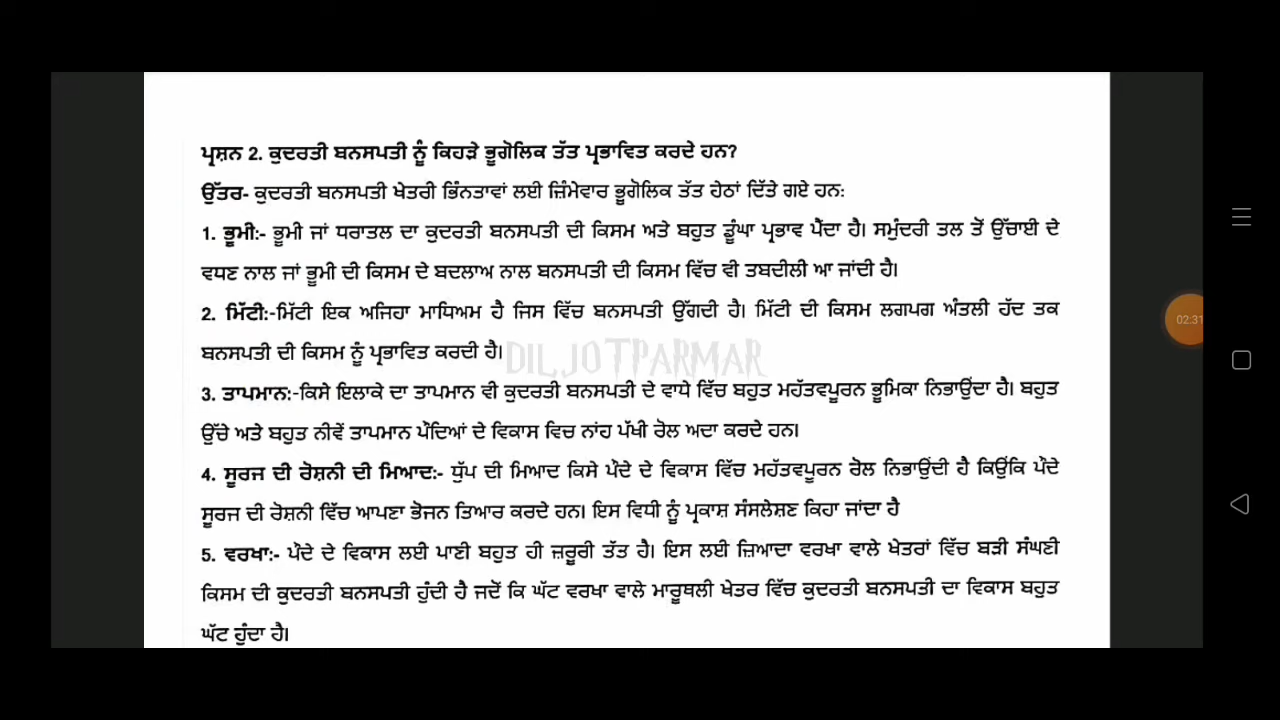 ਪ੍ਰਸ਼ਨ 2. ਕੁਦਰਤੀ ਬਨਸਪਤੀ ਨੂੰ ਕਿਹੜੇ ਭੂਗੋਲਿਕ ਤੱਤ ਪ੍ਰਭਾਵਿਤ ਕਰਦੇ ਹਨ?
ਉੱਤਰ- ਕੁਦਰਤੀ ਬਨਸਪਤੀ ਖੇਤਰੀ ਭਿੰਨਤਾਵਾਂ ਲਈ ਜ਼ਿੰਮੇਵਾਰ ਭੂਗੋਲਿਕ ਤੱਤ ਹੇਠਾਂ ਦਿੱਤੇ ਗਏ ਹਨ:
1. ਭੂਮੀ:- ਭੂਮੀ ਜਾਂ ਧਰਾਤਲ ਦਾ ਕੁਦਰਤੀ ਬਨਸਪਤੀ ਦੀ ਕਿਸਮ ਅਤੇ ਬਹੁਤ ਡੂੰਘਾ ਪ੍ਰਭਾਵ ਪੈਂਦਾ ਹੈ। ਸਮੁੰਦਰੀ ਤਲ ਤੋਂ ਉੱਚਾਈ ਦੇ
ਵਧਣ ਨਾਲ ਜਾਂ ਭੂਮੀ ਦੀ ਕਿਸਮ ਦੇ ਬਦਲਾਅ ਨਾਲ ਬਨਸਪਤੀ ਦੀ ਕਿਸਮ ਵਿੱਚ ਵੀ ਤਬਦੀਲੀ ਆ ਜਾਂਦੀ ਹੈ।
2. ਮਿੱਟੀ:-ਮਿੱਟੀ ਇਕ ਅਜਿਹਾ ਮਾਧਿਅਮ ਹੈ ਜਿਸ ਵਿੱਚ ਬਨਸਪਤੀ ਉੱਗਦੀ ਹੈ। ਮਿੱਟੀ ਦੀ ਕਿਸਮ ਲਗਪਗ ਅੰਤਲੀ ਹੱਦ ਤਕ
ਬਨਸਪਤੀ ਦੀ ਕਿਸਮ ਨੂੰ ਪ੍ਰਭਾਵਿਤ ਕਰਦੀ ਹੈ।
DILJOTPARMAR
3. ਤਾਪਮਾਨ:-ਕਿਸੇ ਇਲਾਕੇ ਦਾ ਤਾਪਮਾਨ ਵੀ ਕੁਦਰਤੀ ਬਨਸਪਤੀ ਦੇ ਵਾਧੇ ਵਿੱਚ ਬਹੁਤ ਮਹੱਤਵਪੂਰਨ ਭੂਮਿਕਾ ਨਿਭਾਉਂਦਾ ਹੈ। ਬਹੁਤ
ਉੱਚੇ ਅਤੇ ਬਹੁਤ ਨੀਵੇਂ ਤਾਪਮਾਨ ਪੌਦਿਆਂ ਦੇ ਵਿਕਾਸ ਵਿਚ ਨਾਂਹ ਪੱਖੀ ਰੋਲ ਅਦਾ ਕਰਦੇ ਹਨ।
4. ਸੂਰਜ ਦੀ ਰੋਸ਼ਨੀ ਦੀ ਮਿਆਦ:- ਧੁੱਪ ਦੀ ਮਿਆਦ ਕਿਸੇ ਪੌਦੇ ਦੇ ਵਿਕਾਸ ਵਿੱਚ ਮਹੱਤਵਪੂਰਨ ਰੋਲ ਨਿਭਾਉਂਦੀ ਹੈ ਕਿਉਂਕਿ ਪੌਦੇ
ਸੂਰਜ ਦੀ ਰੋਸ਼ਨੀ ਵਿੱਚ ਆਪਣਾ ਭੋਜਨ ਤਿਆਰ ਕਰਦੇ ਹਨ। ਇਸ ਵਿਧੀ ਨੂੰ ਪ੍ਰਕਾਸ਼ ਸੰਸਲੇਸ਼ਣ ਕਿਹਾ ਜਾਂਦਾ ਹੈ
5. ਵਰਖਾ:- ਪੌਦੇ ਦੇ ਵਿਕਾਸ ਲਈ ਪਾਣੀ ਬਹੁਤ ਹੀ ਜ਼ਰੂਰੀ ਤੱਤ ਹੈ। ਇਸ ਲਈ ਜ਼ਿਆਦਾ ਵਰਖਾ ਵਾਲੇ ਖੇਤਰਾਂ ਵਿੱਚ ਬੜੀ ਸੰਘਣੀ
ਕਿਸਮ ਦੀ ਕੁਦਰਤੀ ਬਨਸਪਤੀ ਹੁੰਦੀ ਹੈ ਜਦੋਂ ਕਿ ਘੱਟ ਵਰਖਾ ਵਾਲੇ ਮਾਰੂਥਲੀ ਖੇਤਰ ਵਿੱਚ ਕੁਦਰਤੀ ਬਨਸਪਤੀ ਦਾ ਵਿਕਾਸ ਬਹੁਤ
ਘੱਟ ਹੁੰਦਾ ਹੈ।
02:31